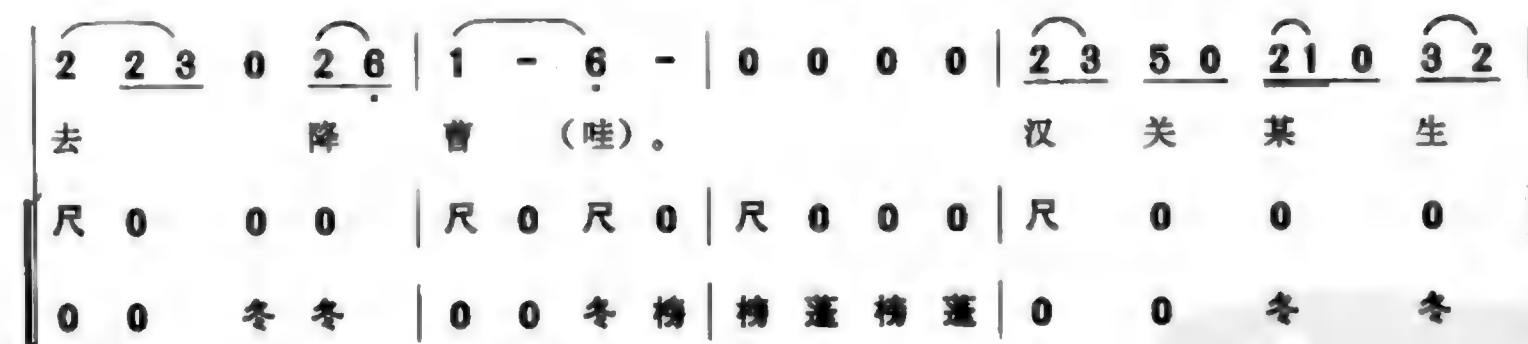 2 2 3 0 2 6̣ | 1 - 6̣ - | 0 0 0 0 | 2 3 5 0 2 1 0 3 2
去 降 曹 (哇)。 汉 关 某 生
尺 0 0 0 | 尺 0 尺 0 | 尺 0 0 0 | 尺 0 0 0
0 0 冬 冬 | 0 0 冬 榜 | 榜 蓬 榜 蓬 | 0 0 冬 冬